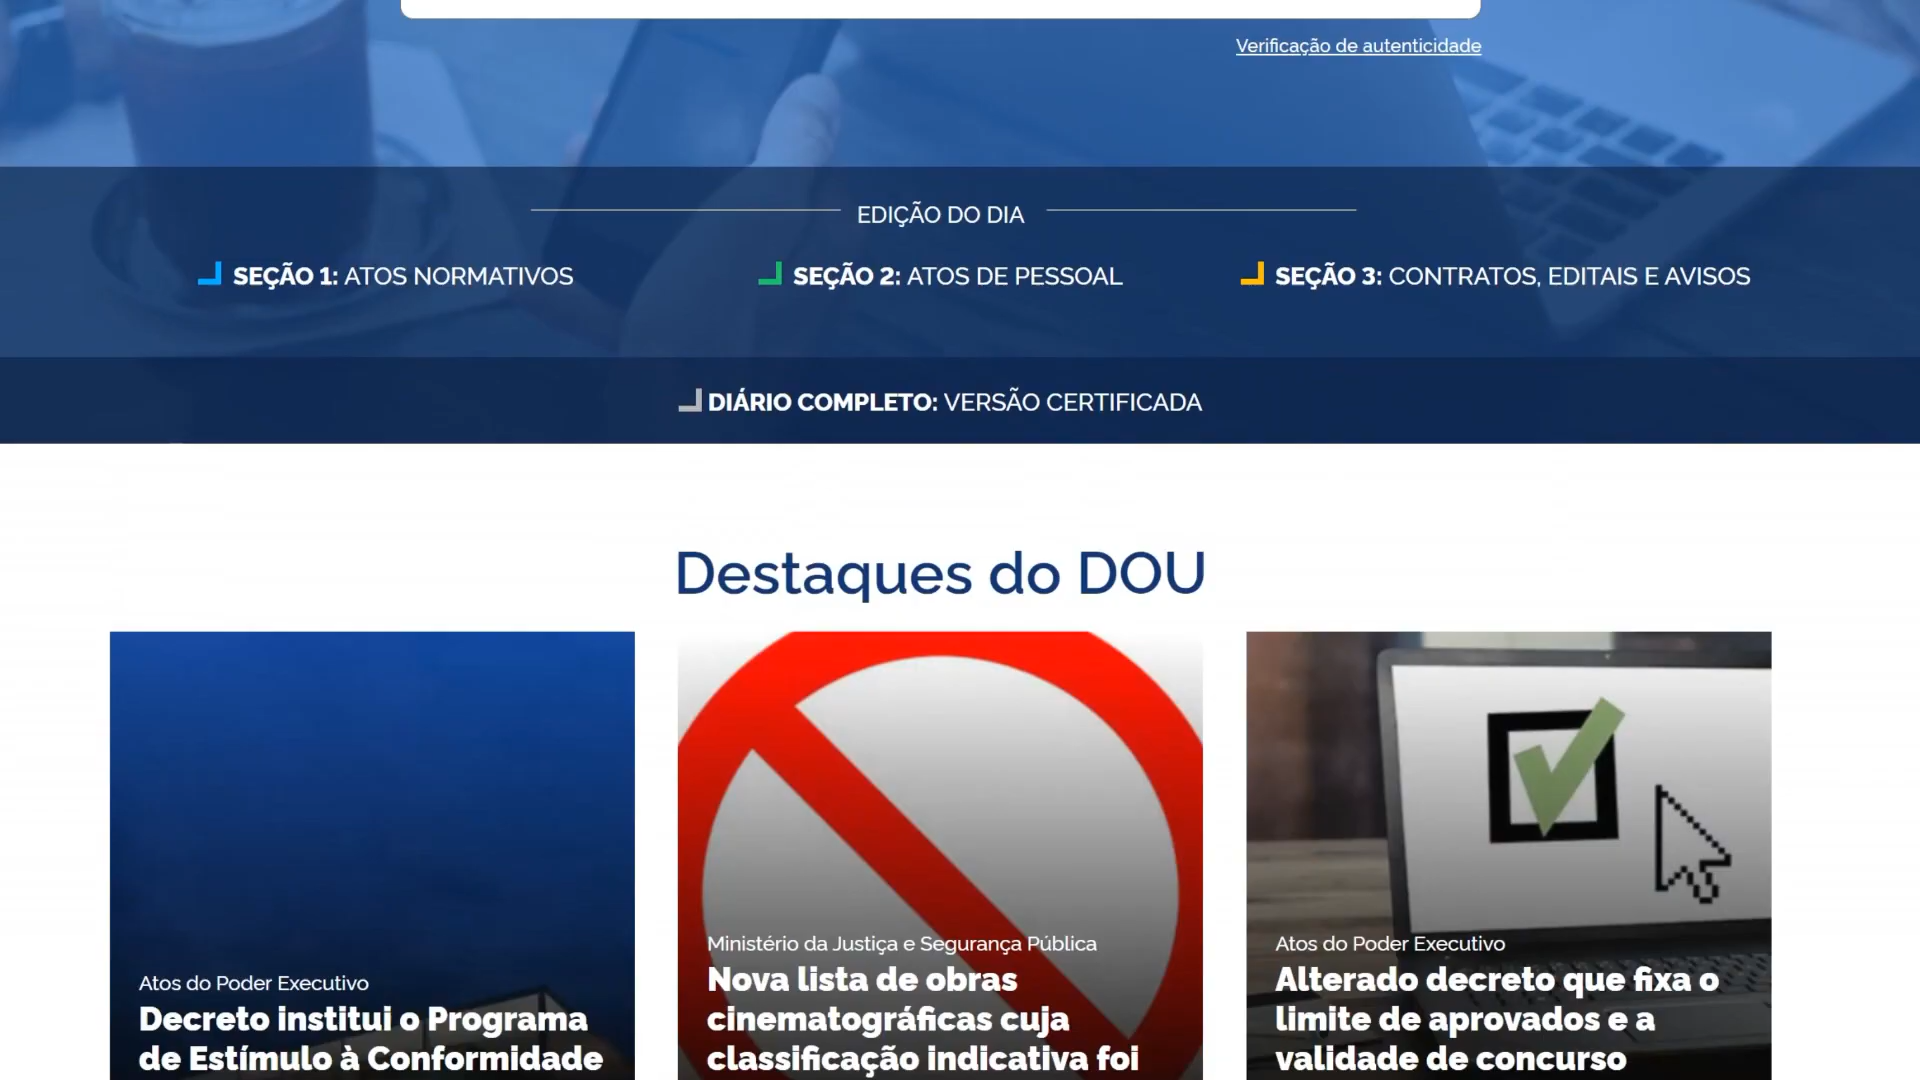 Verificação de autenticidade
EDIÇÃO DO DIA
SEÇÃO 1: ATOS NORMATIVOS
SEÇÃO 2: ATOS DE PESSOAL
SEÇÃO 3: CONTRATOS, EDITAIS E AVISOS
DIÁRIO COMPLETO: VERSÃO CERTIFICADA
Destaques do DOU
Atos do Poder Executivo
Decreto institui o Programa
de Estímulo à Conformidade
Ministério da Justiça e Segurança Pública
Nova lista de obras
cinematográficas cuja
classificação indicativa foi
Atos do Poder Executivo
Alterado decreto que fixa o
limite de aprovados e a
validade de concurso